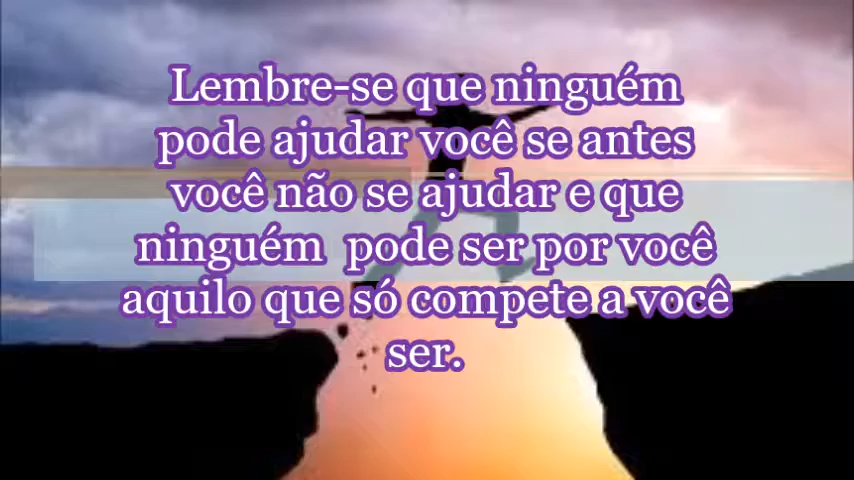 Lembre-se que ninguém
pode ajudar você se antes
você não se ajudar e que
ninguém  pode ser por você
aquilo que só compete a você
ser.